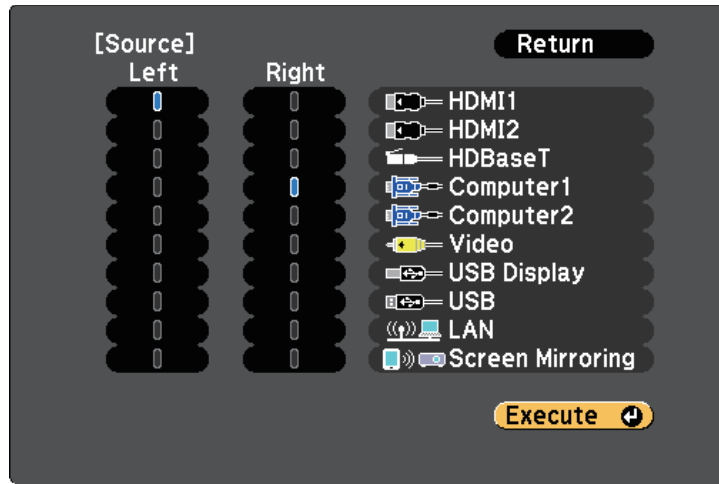 [Source]
Return
Left Right
HDMI1
HDMI2
HDBaseT
Computer1
Computer2
Video
USB Display
USB
LAN
Screen Mirroring
Execute